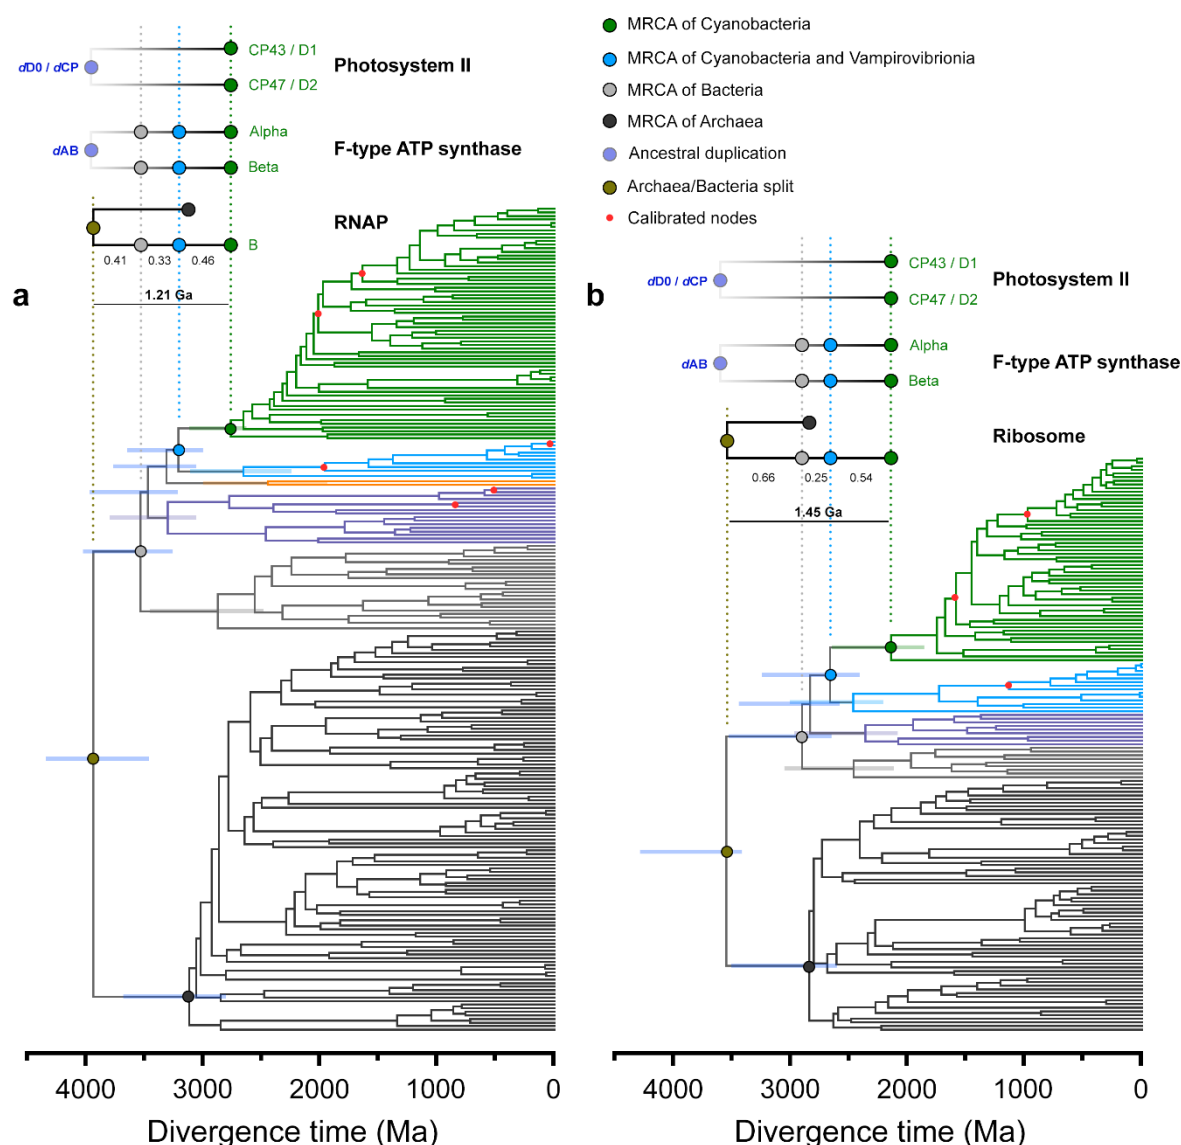 MRCA of Cyanobacteria
MRCA of Cyanobacteria and Vampirovibrionia
MRCA of Bacteria
MRCA of Archaea
Ancestral duplication
Archaea/Bacteria split
Calibrated nodes
CP43 / D1
dD0 / dCP
Photosystem II
CP47 / D2
Alpha
dAB
F-type ATP synthase
Beta
RNAP
B
0.41 0.33 0.46
a
1.21 Ga
4000 3000 2000 1000 0
Divergence time (Ma)
b
CP43 / D1
dD0 / dCP
Photosystem II
CP47 / D2
Alpha
dAB
F-type ATP synthase
Beta
Ribosome
0.66 0.25 0.54
1.45 Ga
4000 3000 2000 1000 0
Divergence time (Ma)